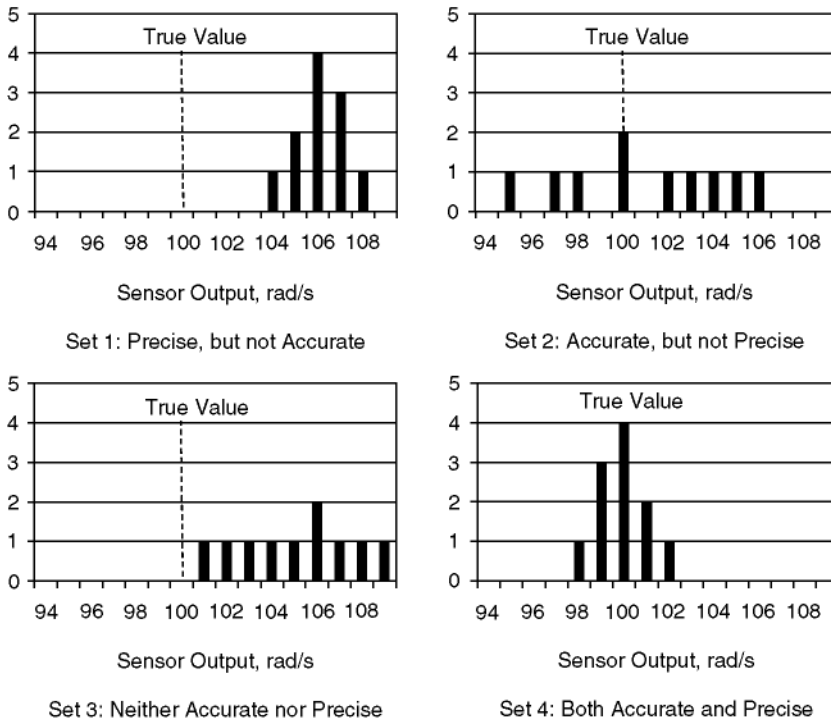 5
True Value
4
3
2
1
0
94 96 98 100 102 104 106 108
Sensor Output, rad/s
Set 1: Precise, but not Accurate
5
True Value
4
3
2
1
0
94 96 98 100 102 104 106 108
Sensor Output, rad/s
Set 2: Accurate, but not Precise
5
True Value
4
3
2
1
0
94 96 98 100 102 104 106 108
Sensor Output, rad/s
Set 3: Neither Accurate nor Precise
5
True Value
4
3
2
1
0
94 96 98 100 102 104 106 108
Sensor Output, rad/s
Set 4: Both Accurate and Precise